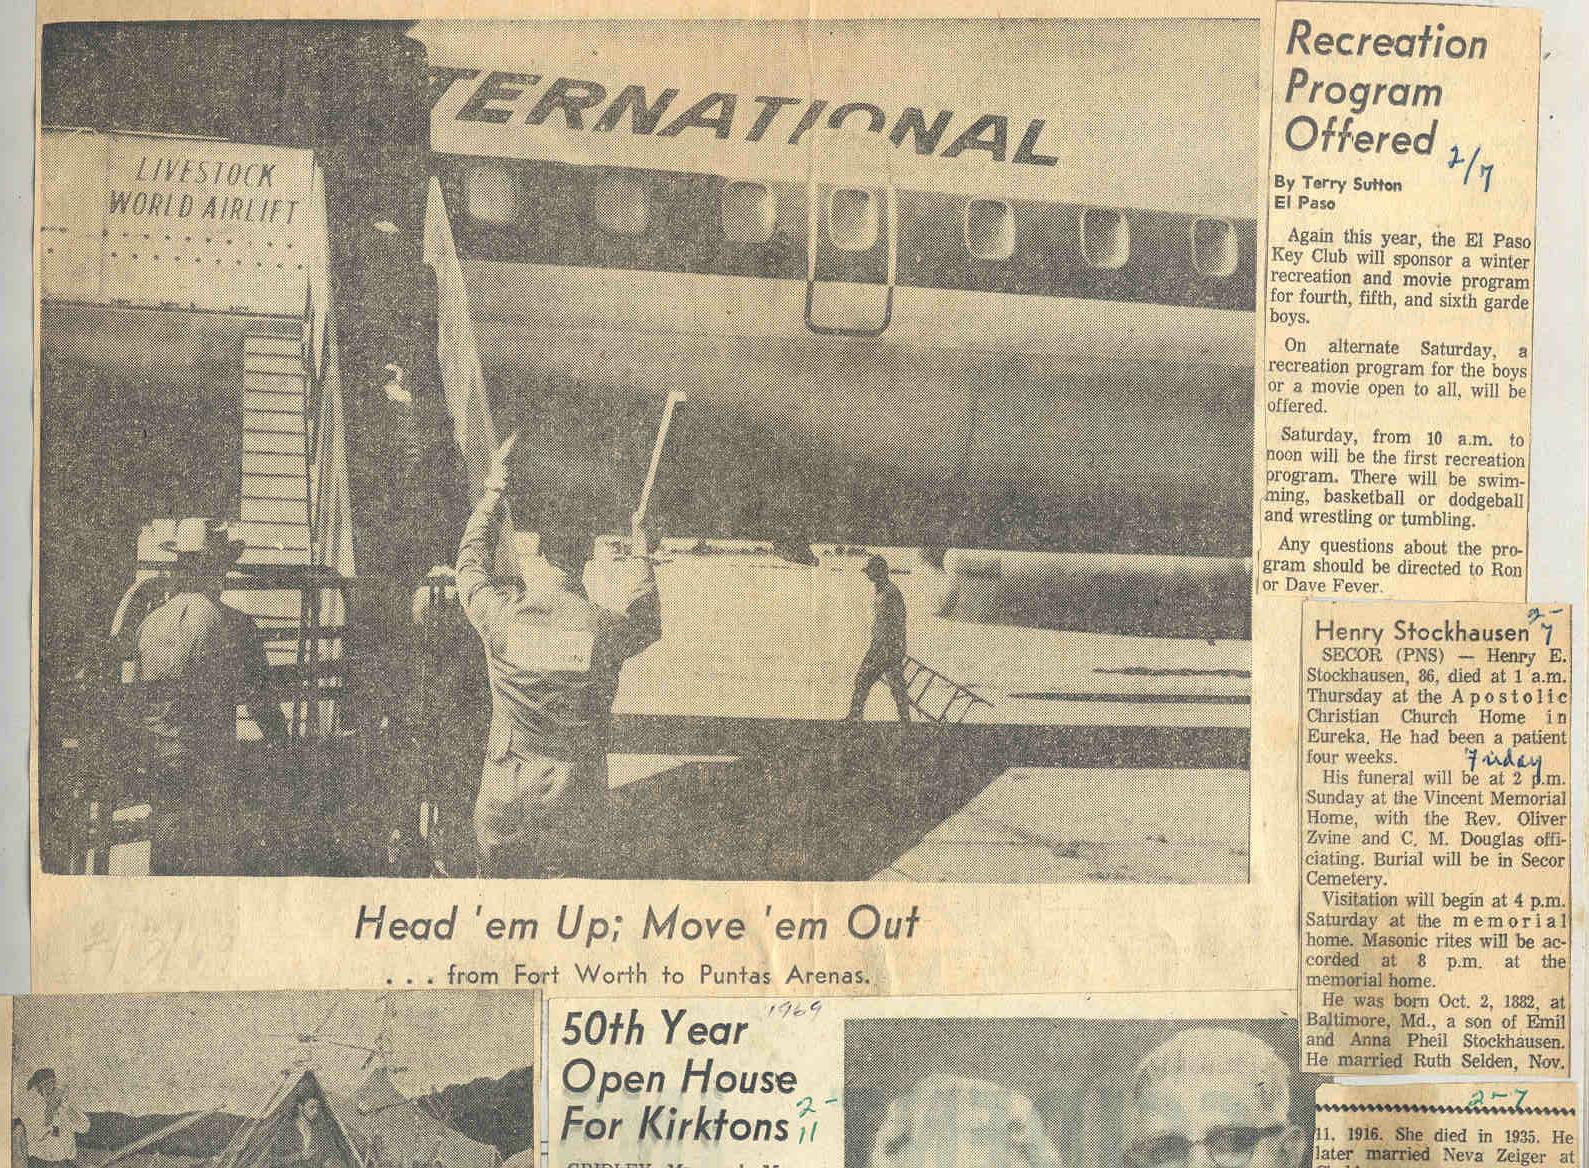 TERNATIONAL
LIVESTOCK
WORLD AIRLIFT
Head 'em Up; Move 'em Out
. . . from Fort Worth to Puntas Arenas.
Recreation
Program
Offered
2/7
By Terry Sutton
El Paso
Again this year, the El Paso
Key Club will sponsor a winter
recreation and movie program
for fourth, fifth, and sixth garde
boys.
On alternate Saturday, a
recreation program for the boys
or a movie open to all, will be
offered.
Saturday, from 10 a.m. to
noon will be the first recreation
program. There will be swim-
ming, basketball or dodgeball
and wrestling or tumbling.
Any questions about the pro-
gram should be directed to Ron
or Dave Fever.
2-
7
Henry Stockhausen
SECOR (PNS) — Henry E.
Stockhausen, 86, died at 1 a.m.
Thursday at the Apostolic
Christian Church Home in
Eureka. He had been a patient
four weeks.
Friday
His funeral will be at 2 p.m.
Sunday at the Vincent Memorial
Home, with the Rev. Oliver
Zvine and C. M. Douglas offi-
ciating. Burial will be in Secor
Cemetery.
Visitation will begin at 4 p.m.
Saturday at the memorial
home. Masonic rites will be ac-
corded at 8 p.m. at the
memorial home.
He was born Oct. 2, 1882, at
Baltimore, Md., a son of Emil
and Anna Pheil Stockhausen.
He married Ruth Selden, Nov.
2-7
11, 1916. She died in 1935. He
later married Neva Zeiger at
1969
50th Year
Open House
For Kirktons
2-
11